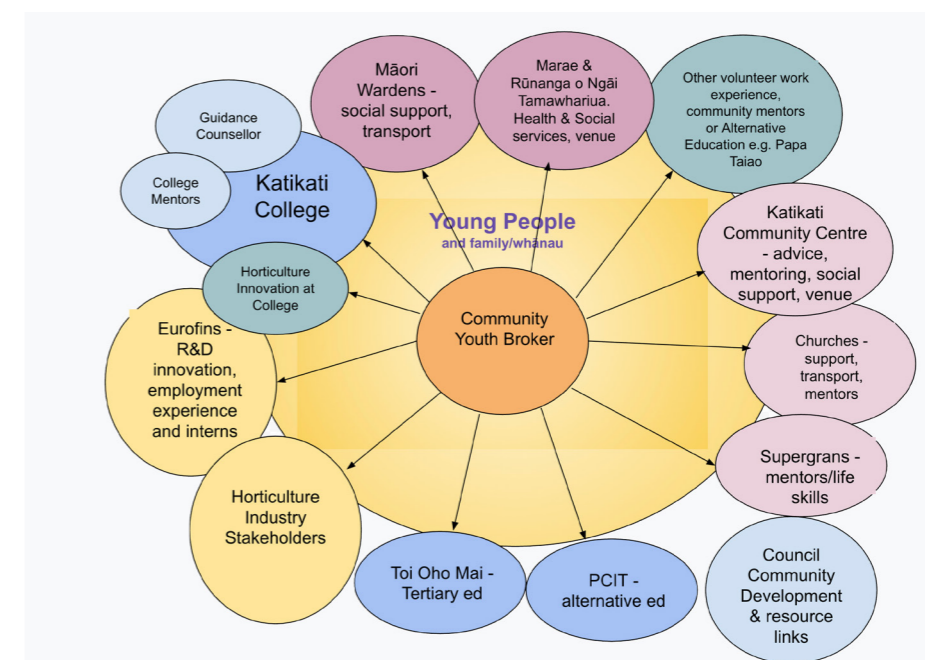 Māori
Wardens -
social support,
transport
Marae &
Rūnanga o Ngāi
Tamawhariua.
Health & Social
services, venue
Other volunteer work
experience,
community mentors
or Alternative
Education e.g. Papa
Taiao
Guidance
Counsellor
College
Mentors
Katikati
College
Young People
and family/whānau
Katikati
Community Centre
- advice,
mentoring, social
support, venue
Horticulture
Innovation at
College
Community
Youth Broker
Eurofins -
R&D
innovation,
employment
experience
and interns
Churches -
support,
transport,
mentors
Supergrans -
mentors/life
skills
Horticulture
Industry
Stakeholders
Toi Oho Mai -
Tertiary ed
PCIT -
alternative ed
Council
Community
Development
& resource
links